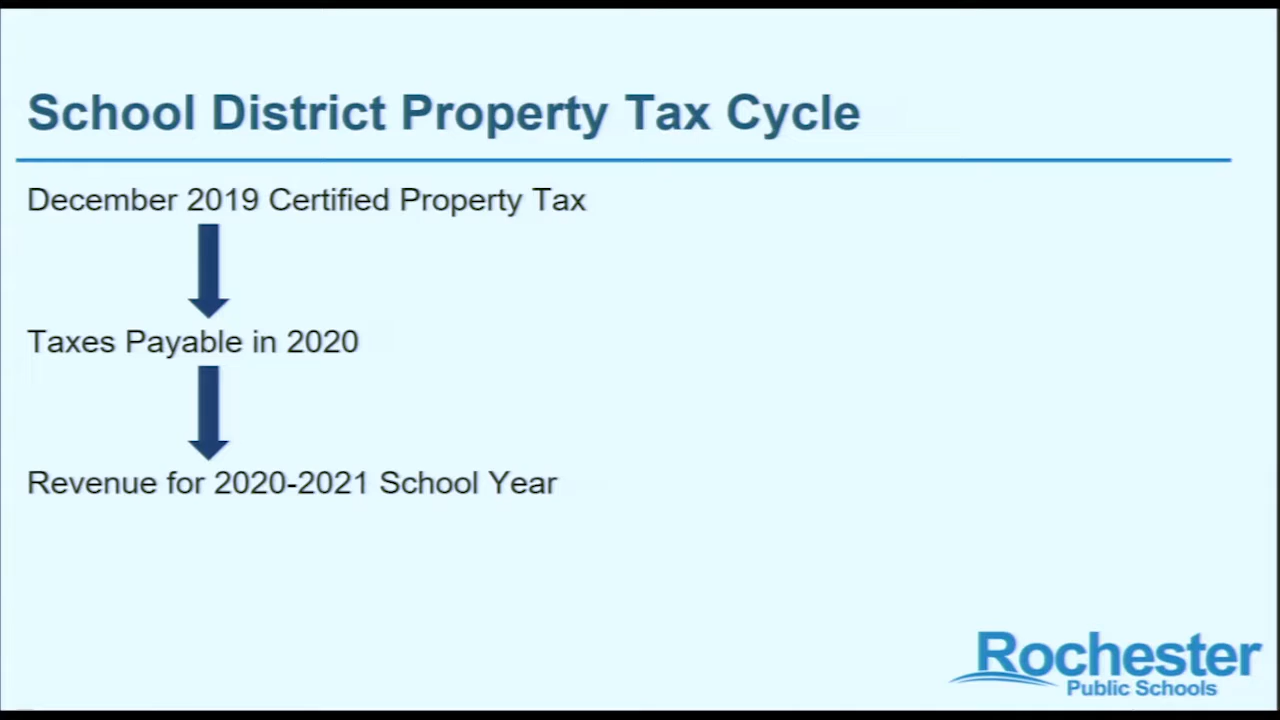 School District Property Tax Cycle
December 2019 Certified Property Tax
Taxes Payable in 2020
Revenue for 2020-2021 School Year
Rochester
Public Schools